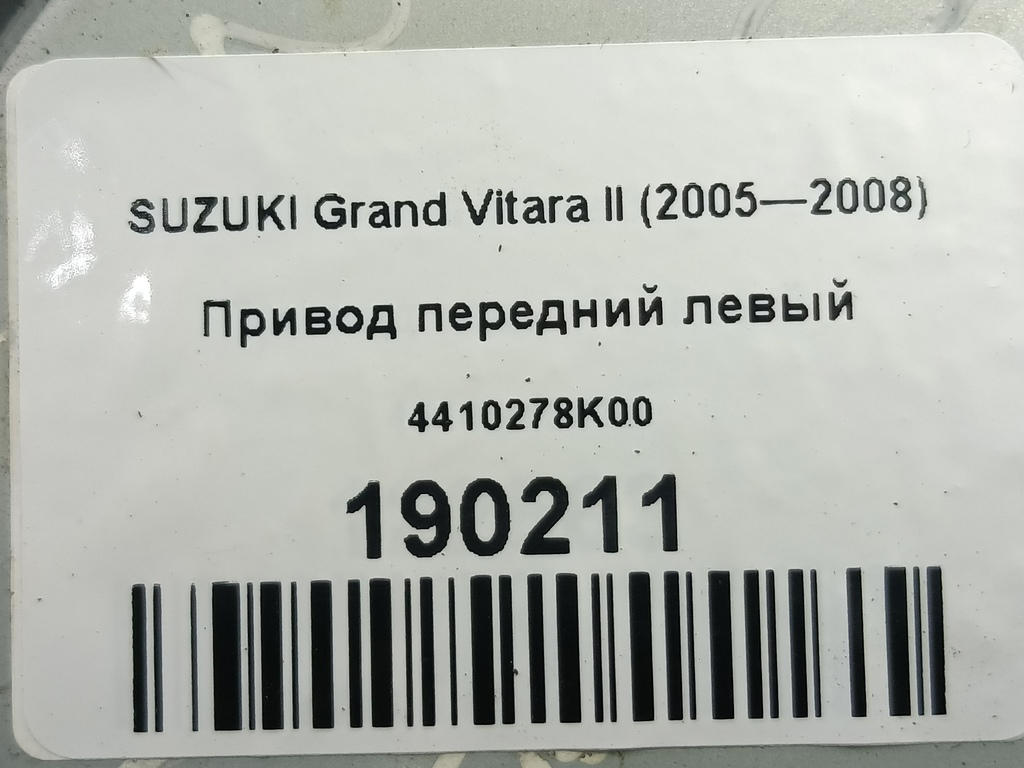 SUZUKI Grand Vitara II (2005—2008)
Привод передний левый
4410278K00
190211